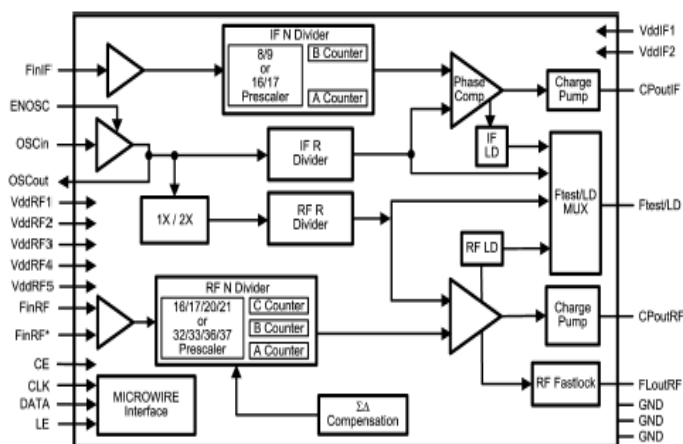 IF N Divider
8/9
or
16/17
Prescaler
B Counter
A Counter
FinIF
ENOSC
OSCin
OSCout
VddRF1
VddRF2
VddRF3
VddRF4
VddRF5
FinRF
FinRF*
CE
CLK
DATA
LE
Phase
Comp.
Charge
Pump
IF
LD
IF R
Divider
1X / 2X
RF R
Divider
RF LD
Ftest/LD
MUX
RF N Divider
16/17/20/21
or
32/33/36/37
Prescaler
C Counter
B Counter
A Counter
Charge
Pump
RF Fastlock
MICROWIRE
Interface
ΣΔ
Compensation
VddIF1
VddIF2
CPoutIF
Ftest/LD
CPoutRF
FLoutRF
GND
GND
GND